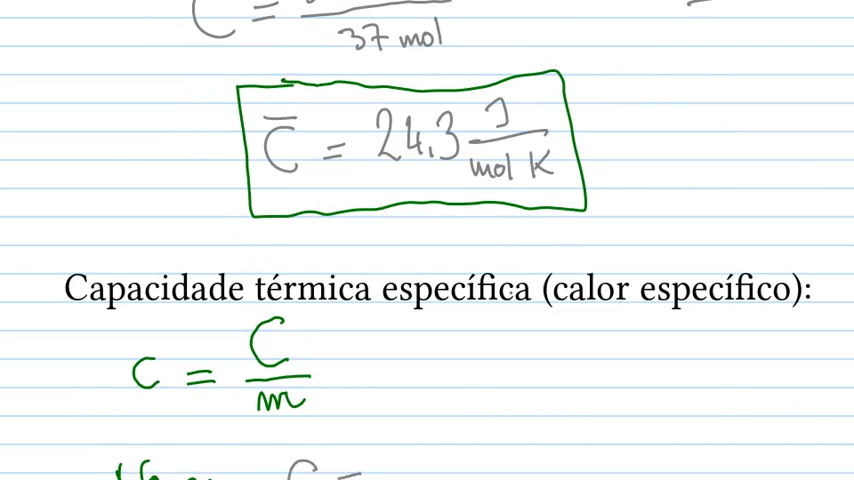 C =
37 mol
C̄ = 24,3 J/mol K
Capacidade térmica específica (calor específico):
c = C/m
C =